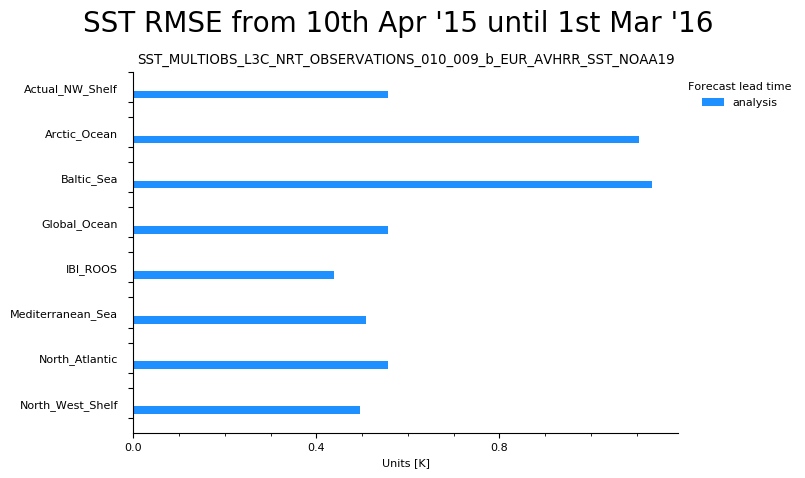 SST RMSE from 10th Apr '15 until 1st Mar '16
SST_MULTIOBS_L3C_NRT_OBSERVATIONS_010_009_b_EUR_AVHRR_SST_NOAA19
Forecast lead time
analysis
Actual_NW_Shelf
Arctic_Ocean
Baltic_Sea
Global_Ocean
IBI_ROOS
Mediterranean_Sea
North_Atlantic
North_West_Shelf
0.0 0.4 0.8
Units [K]